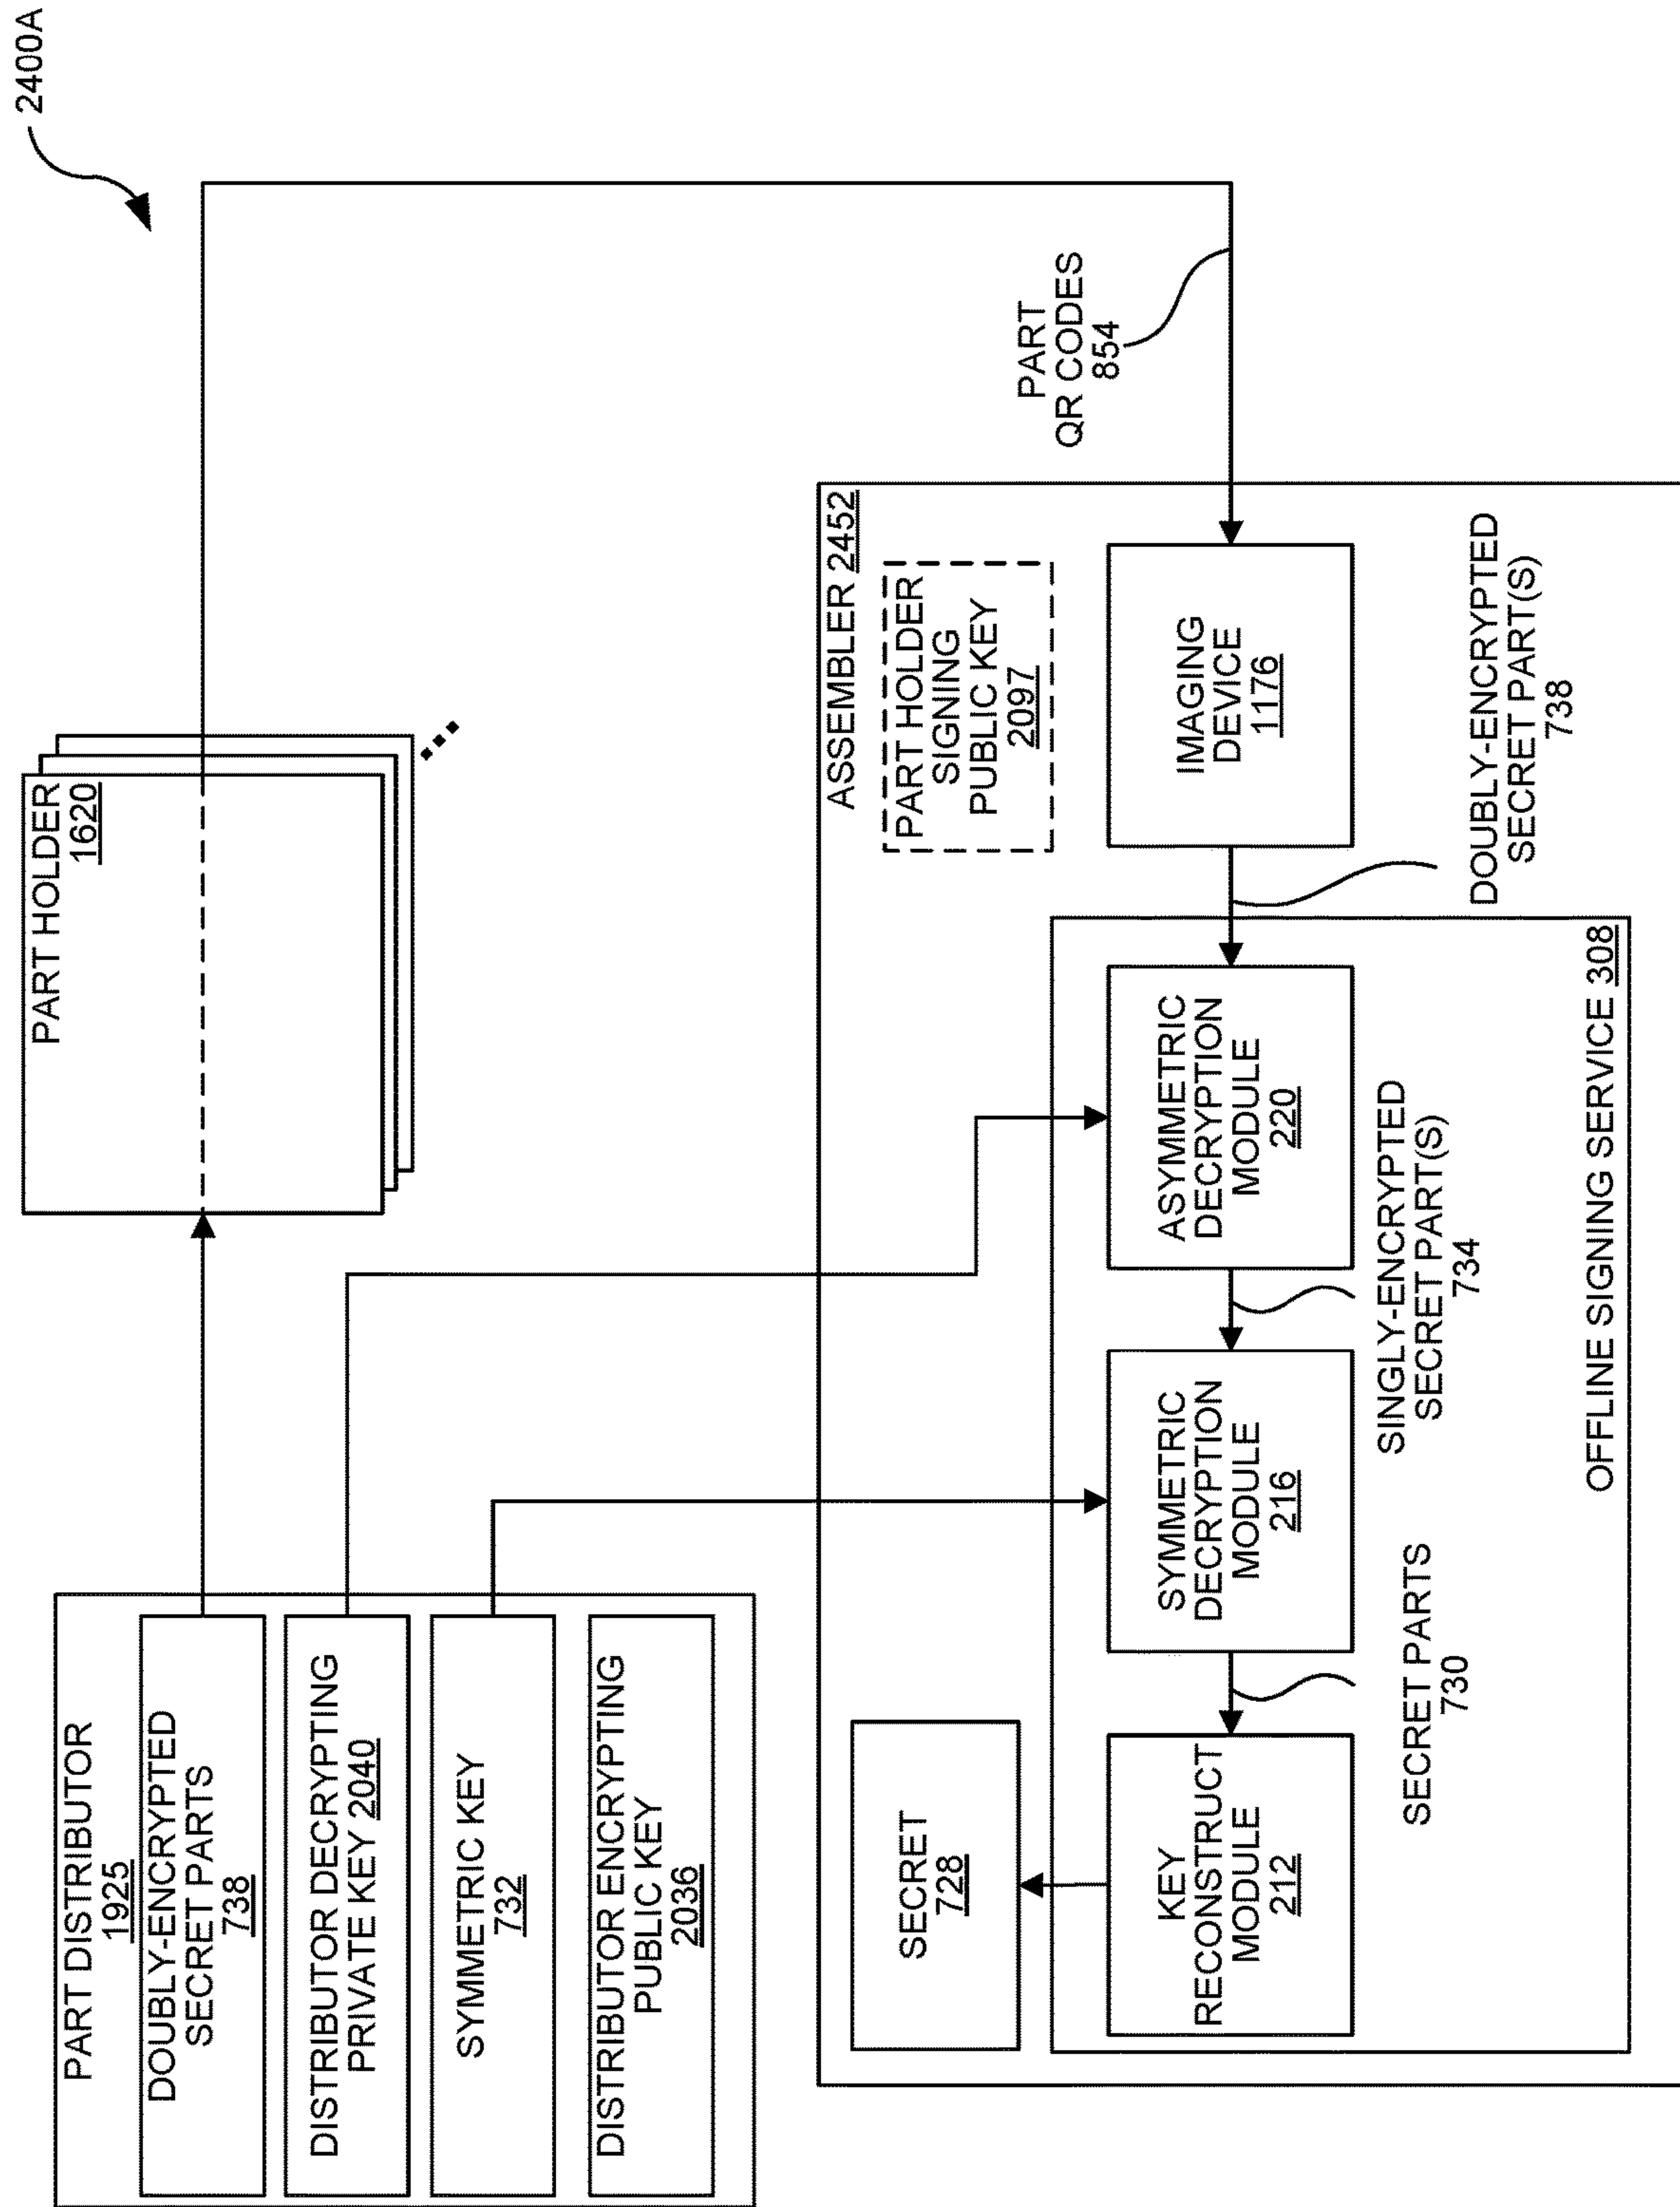 2400A
PART DISTRIBUTOR
1925
DOUBLY-ENCRYPTED
SECRET PARTS
738
DISTRIBUTOR DECRYPTING
PRIVATE KEY 2040
SYMMETRIC KEY
732
DISTRIBUTOR ENCRYPTING
PUBLIC KEY
2036
PART HOLDER
1620
ASSEMBLER 2452
PART HOLDER
SIGNING
PUBLIC KEY
2097
SECRET
728
KEY
RECONSTRUCT
MODULE
212
SECRET PARTS
730
SYMMETRIC
DECRYPTION
MODULE
216
SINGLY-ENCRYPTED
SECRET PART(S)
734
ASYMMETRIC
DECRYPTION
MODULE
220
DOUBLY-ENCRYPTED
SECRET PART(S)
738
IMAGING
DEVICE
1176
PART
QR CODES
854
OFFLINE SIGNING SERVICE 308